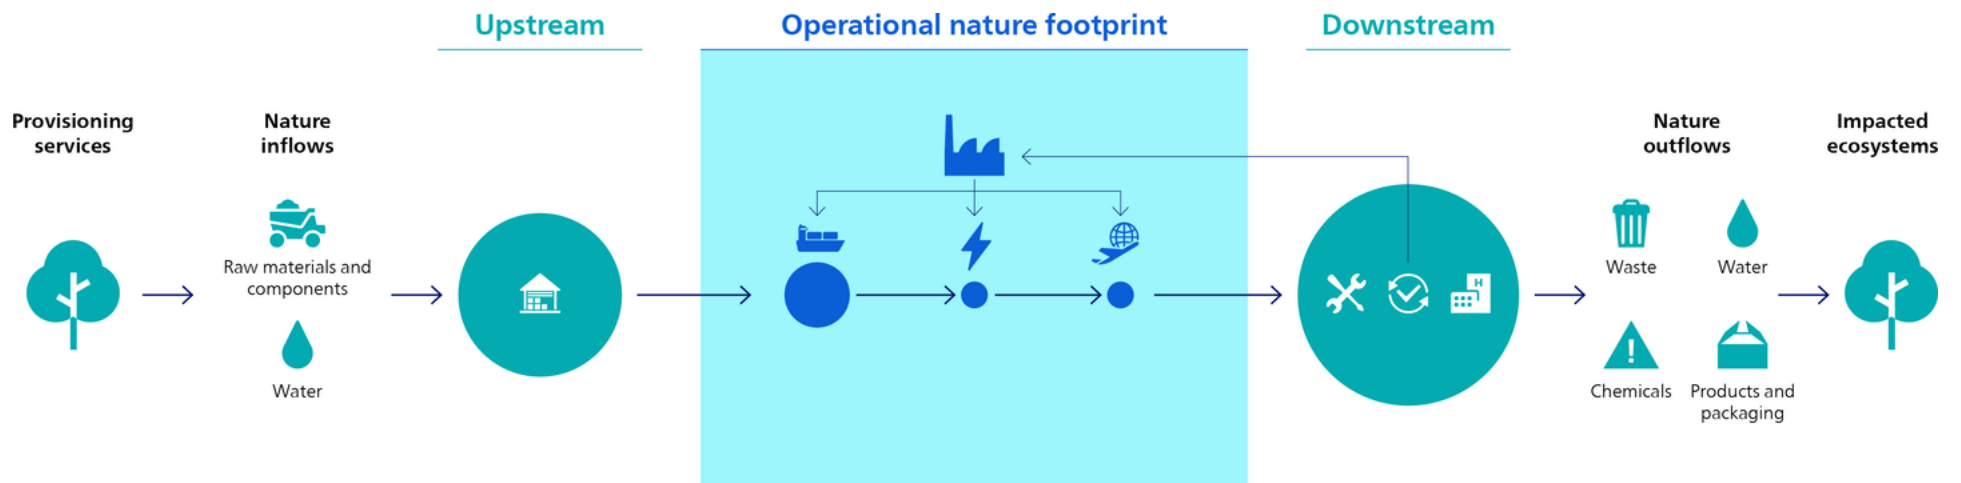 Upstream
Operational nature footprint
Downstream
Provisioning
services
Nature
inflows
Raw materials and
components
Water
H
Nature
outflows
Waste
Water
Chemicals
Products and
packaging
Impacted
ecosystems